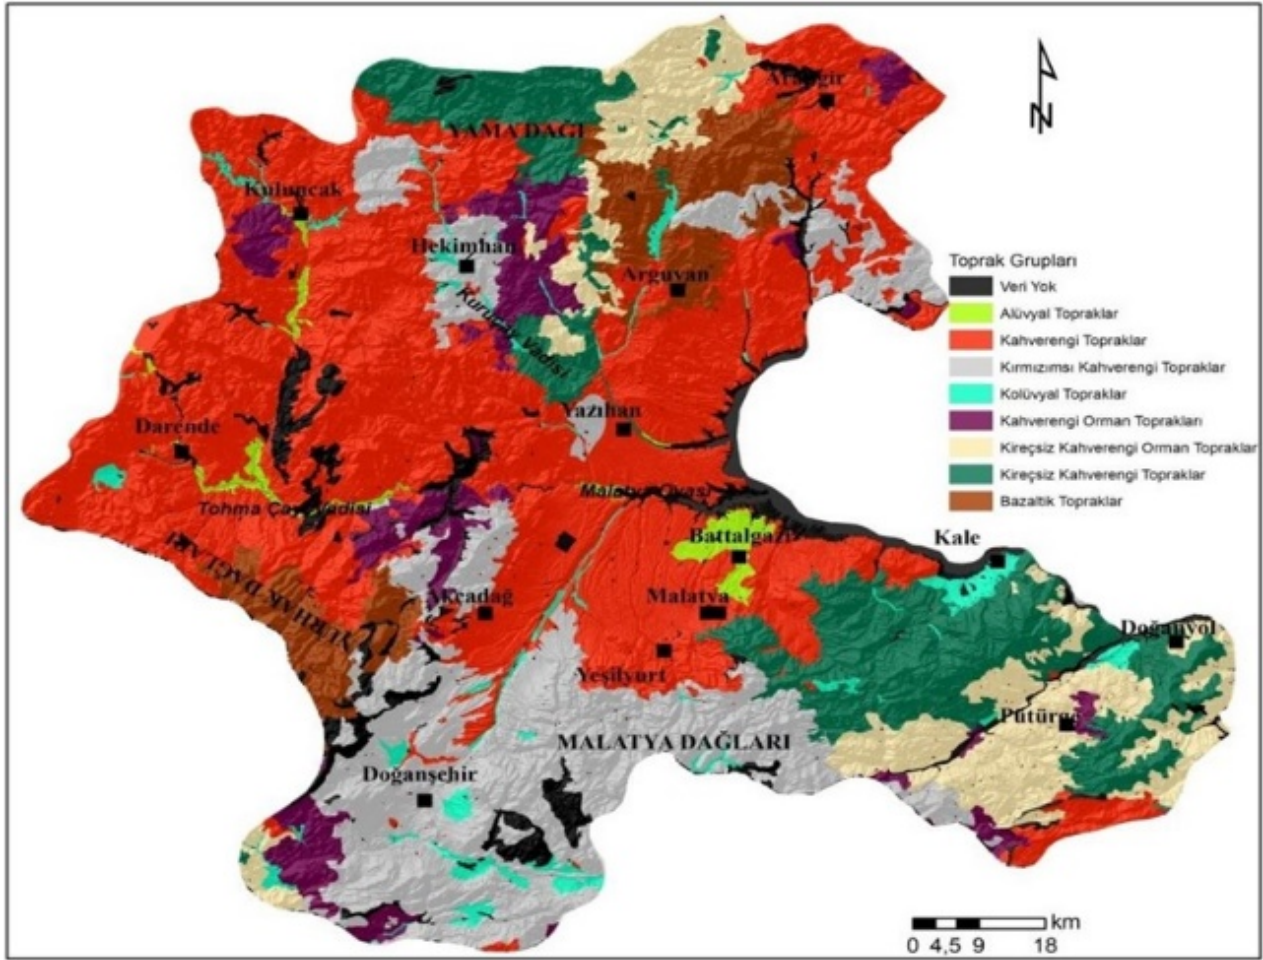 Arapgir
YAMA DAĞI
Kuluncak
Hekimhan
Arguvan
Kuruçay Vadisi
Toprak Grupları
Veri Yok
Alüvyal Topraklar
Kahverengi Topraklar
Kırmızımsı Kahverengi Topraklar
Kolüvyal Topraklar
Kahverengi Orman Toprakları
Kireçsiz Kahverengi Orman Topraklar
Kireçsiz Kahverengi Topraklar
Bazaltik Topraklar
Yazıhan
Darende
Malatya Ovası
Tohma Çayı Vadisi
Battalgazi
Kale
Akçadağ
Malatya
Doğanyol
Yeşilyurt
Pütürge
MALATYA DAĞLARI
Doğanşehir
N
km
0 4,5 9 18